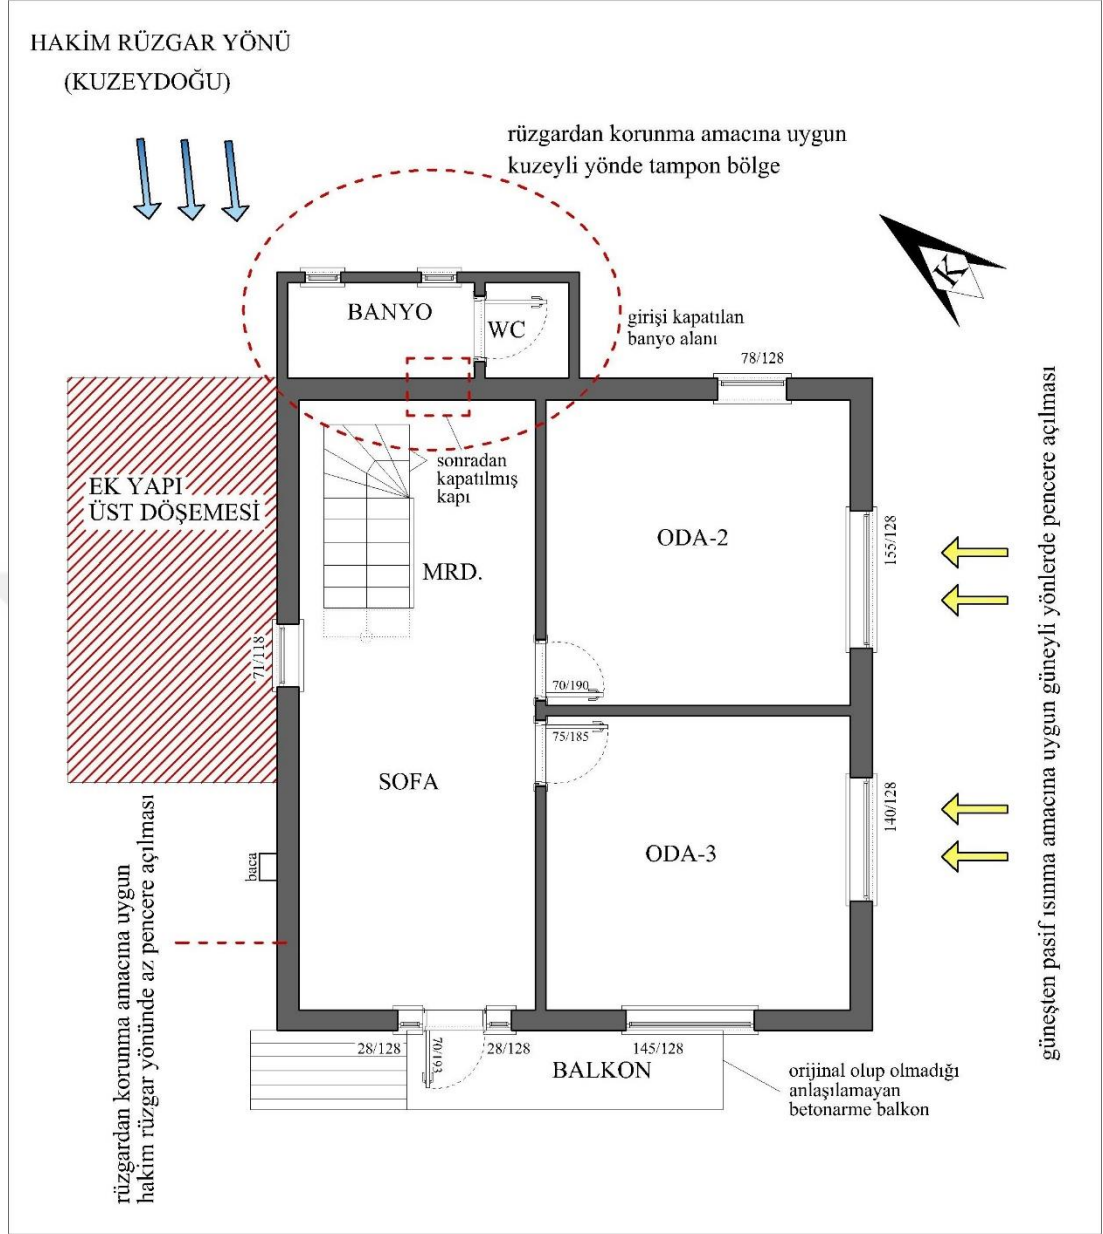 HAKİM RÜZGAR YÖNÜ
(KUZEYDOĞU)
rüzgardan korunma amacına uygun
kuzeyli yönde tampon bölge
K
BANYO
WC
girişi kapatılan
banyo alanı
78/128
EK YAPI
ÜST DÖŞEMESİ
sonradan
kapatılmış
kapı
MRD.
ODA-2
155/128
71/118
70/190
75/185
SOFA
ODA-3
140/128
baca
güneşten pasif ısınma amacına uygun güneyli yönlerde pencere açılması
rüzgardan korunma amacına uygun
hakim rüzgar yönünde az pencere açılması
28/128
70/193
28/128
145/128
BALKON
orijinal olup olmadığı
anlaşılamayan
betonarme balkon